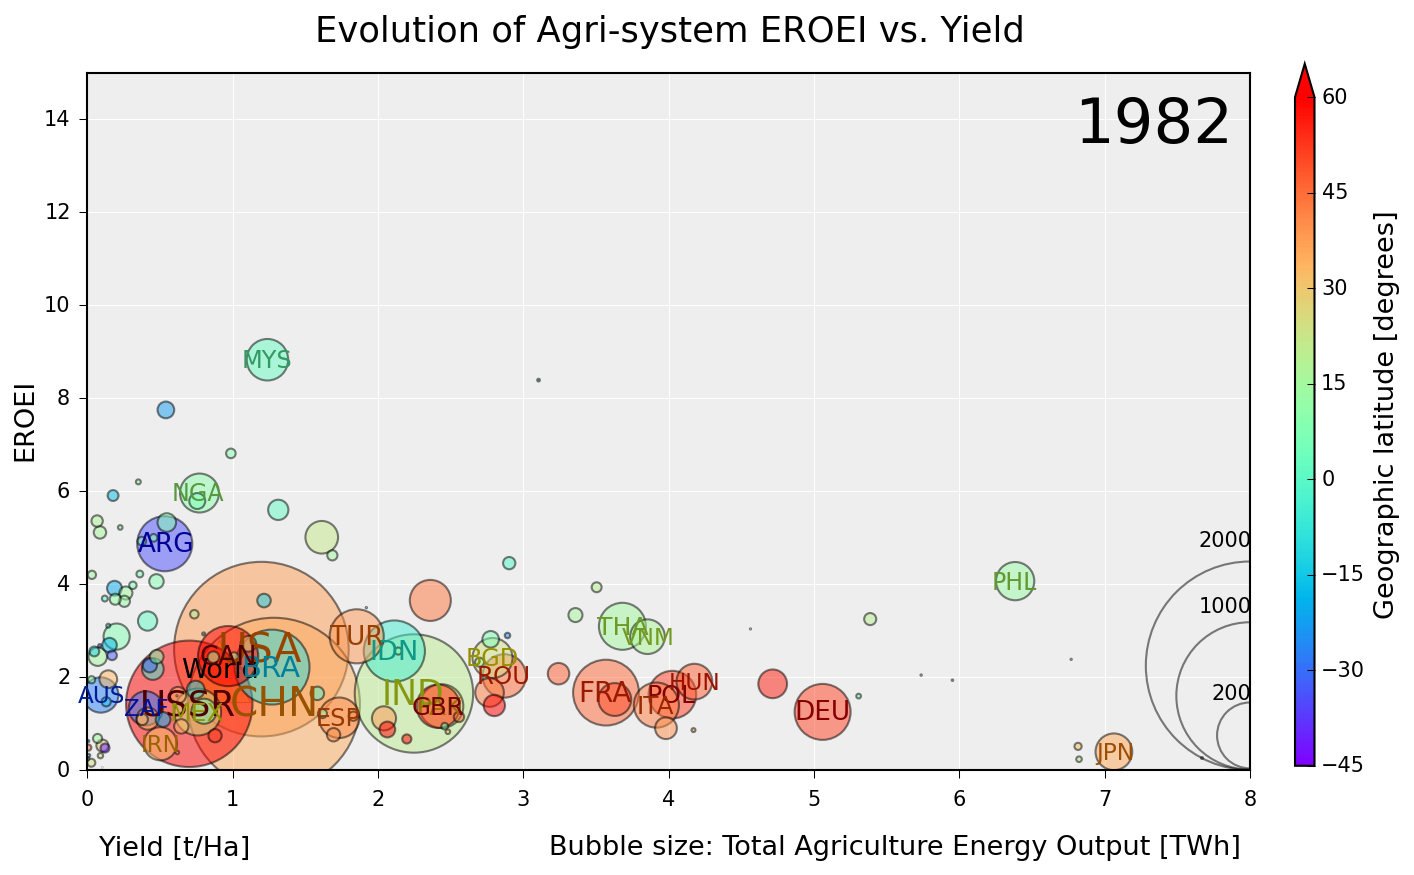 Evolution of Agri-system EROEI vs. Yield
1982
14
12
10
8
6
4
2
0
EROEI
MYS
NGA
ARG
PHL
USA
TUR
THA
VNM
CAN
World
BRA
IDN
BGD
ROU
AUS
ZAF
USSR
MEX
CHN
ESP
IND
GBR
FRA
ITA
POL
HUN
DEU
IRN
JPN
2000
1000
200
0 1 2 3 4 5 6 7 8
Yield [t/Ha]
Bubble size: Total Agriculture Energy Output [TWh]
60
45
30
15
0
−15
−30
−45
Geographic latitude [degrees]